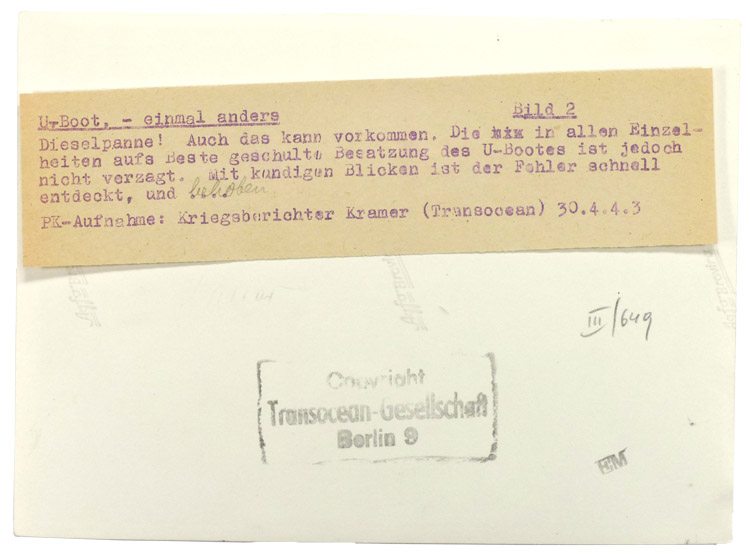 U-Boot, - einmal anders Bild 2
Dieselpanne! Auch das kann vorkommen. Die in allen Einzel-
heiten aufs Beste geschulte Besatzung des U-Bootes ist jedoch
nicht verzagt. Mit kundigen Blicken ist der Fehler schnell
entdeckt, und behoben.
PK-Aufnahme: Kriegsberichter Kramer (Transocean) 30.4.4.3
III/649
Copyright
Transocean-Gesellschaft
Berlin 9